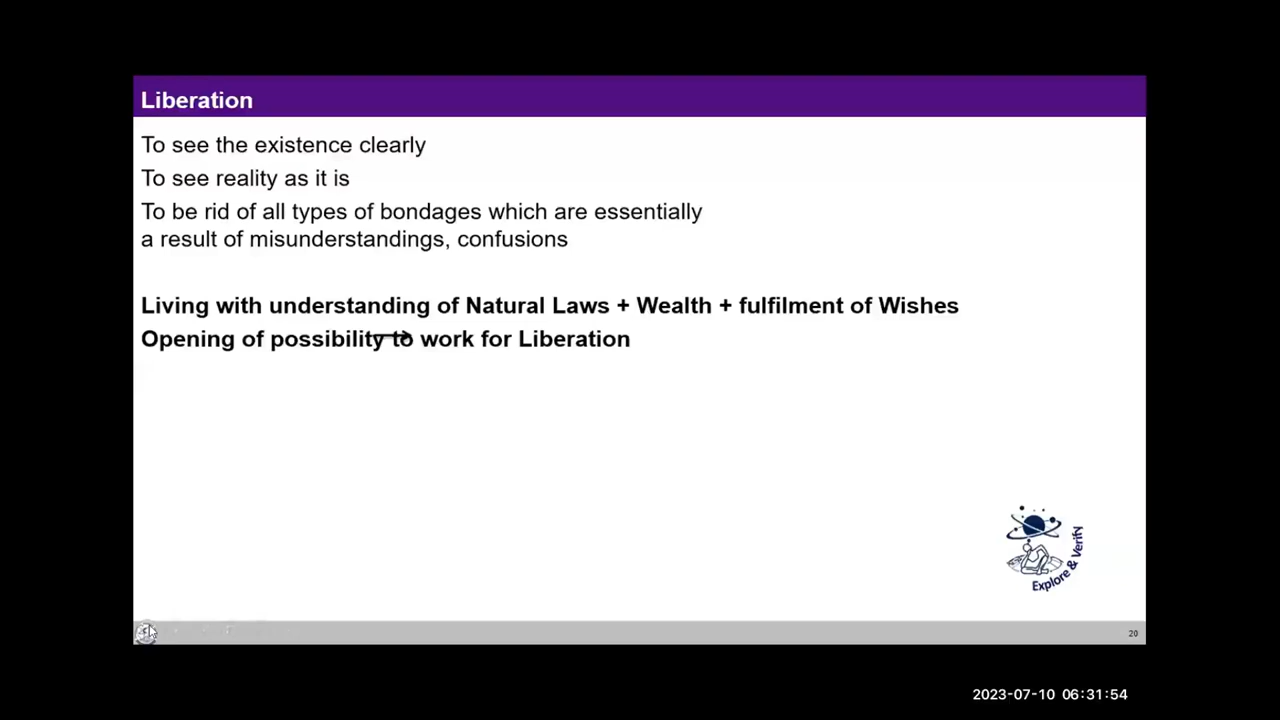 Liberation
To see the existence clearly
To see reality as it is
To be rid of all types of bondages which are essentially
a result of misunderstandings, confusions
Living with understanding of Natural Laws + Wealth + fulfilment of Wishes
Opening of possibility to work for Liberation
Explore & Verify
20
2023-07-10 06:31:54